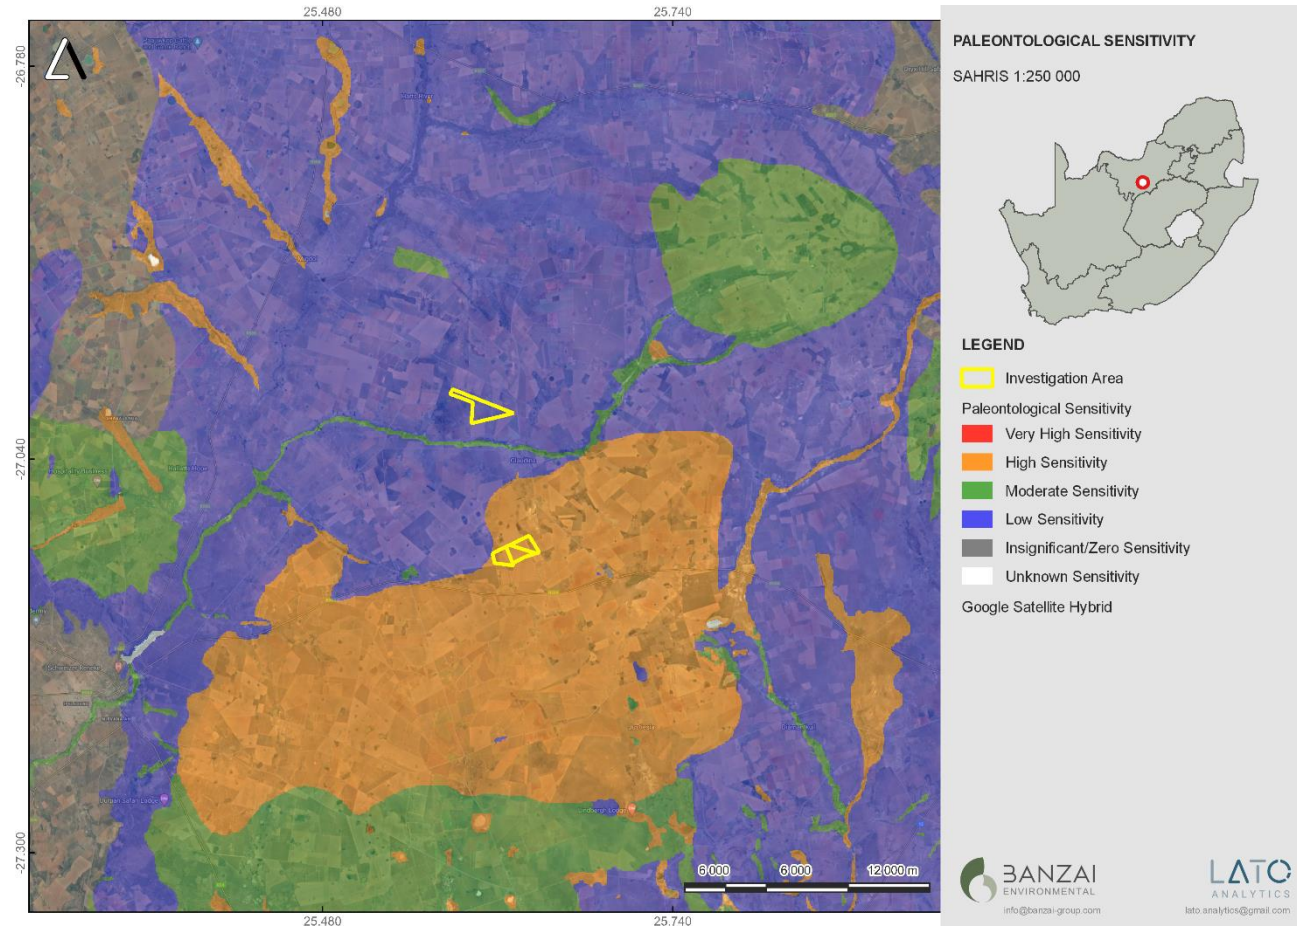 25.480
25.740
-26.780
-27.040
-27.300
6 000
6 000
12 000 m
25.480
25.740
PALEONTOLOGICAL SENSITIVITY
SAHRIS 1:250 000
LEGEND
Investigation Area
Paleontological Sensitivity
Very High Sensitivity
High Sensitivity
Moderate Sensitivity
Low Sensitivity
Insignificant/Zero Sensitivity
Unknown Sensitivity
Google Satellite Hybrid
BANZAI
ENVIRONMENTAL
info@banzai-group.com
LATO
ANALYTICS
lato.analytics@gmail.com